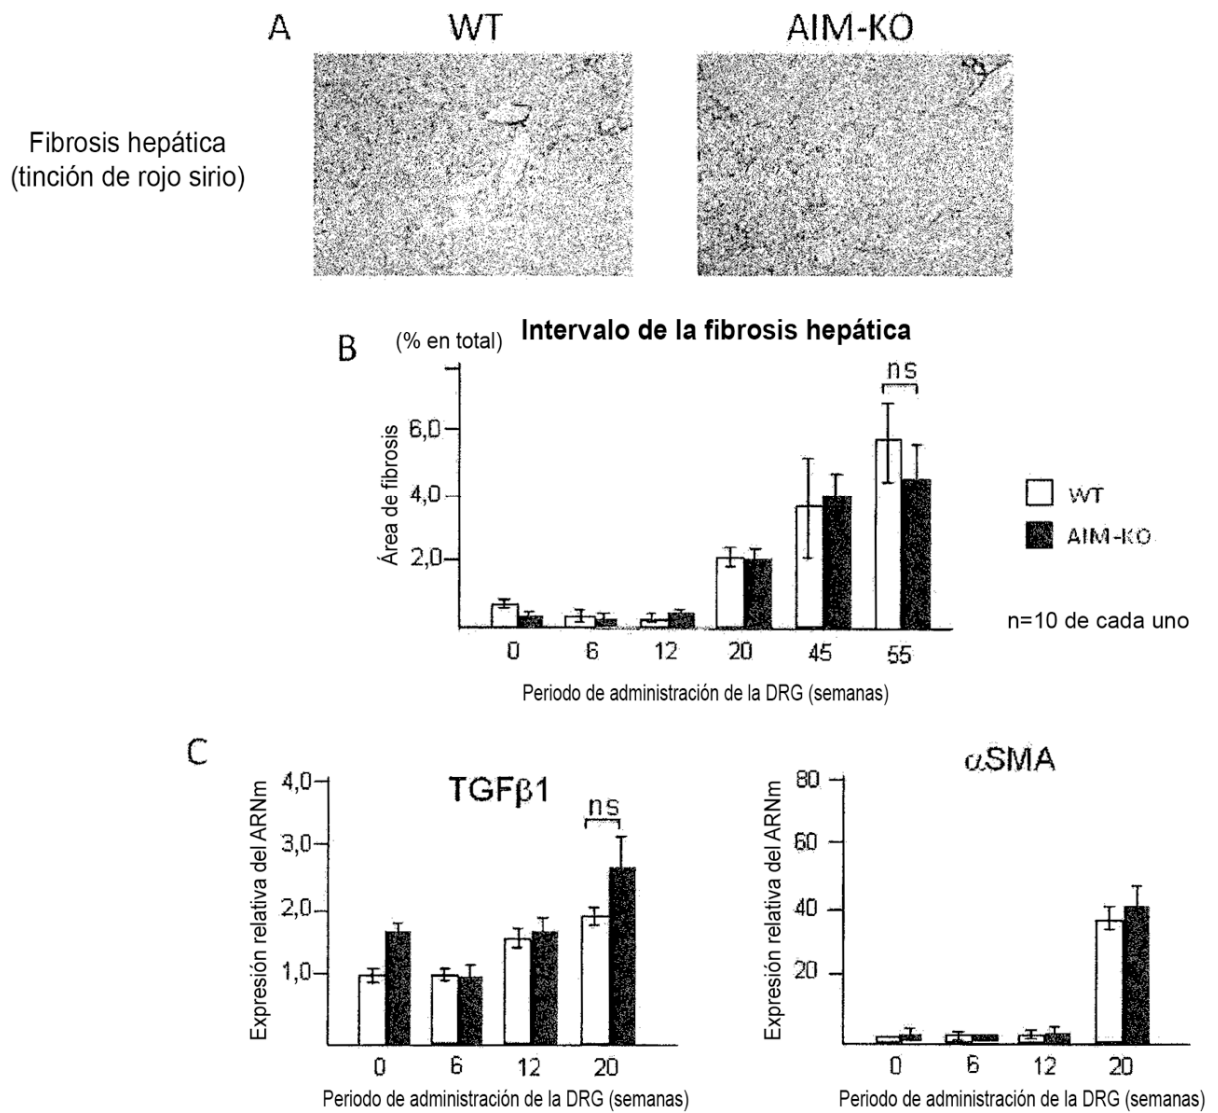 A
WT
AIM-KO
Fibrosis hepática
(tinción de rojo sirio)
B
(% en total)
Intervalo de la fibrosis hepática
ns
Área de fibrosis
6,0
4,0
2,0
0 6 12 20 45 55
Periodo de administración de la DRG (semanas)
WT
AIM-KO
n=10 de cada uno
C
TGFβ1
ns
Expresión relativa del ARNm
4,0
3,0
2,0
1,0
0 6 12 20
Periodo de administración de la DRG (semanas)
αSMA
Expresión relativa del ARNm
80
60
40
20
0 6 12 20
Periodo de administración de la DRG (semanas)